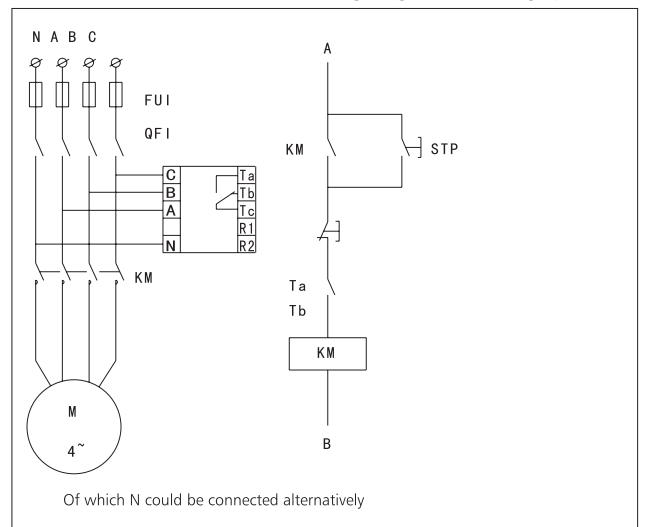 N A B C
FUI
QFI
C Ta
B Tb
A Tc
R1
N R2
KM
M
4~
A
KM STP
Ta
Tb
KM
B
Of which N could be connected alternatively